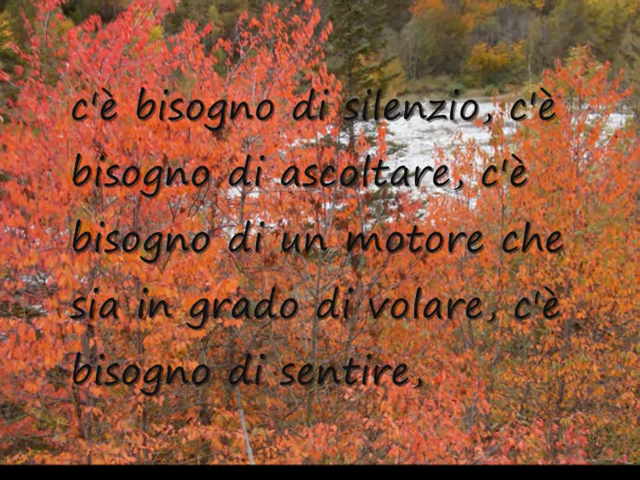 c'è bisogno di silenzio, c'è
bisogno di ascoltare, c'è
bisogno di un motore che
sia in grado di volare, c'è
bisogno di sentire,